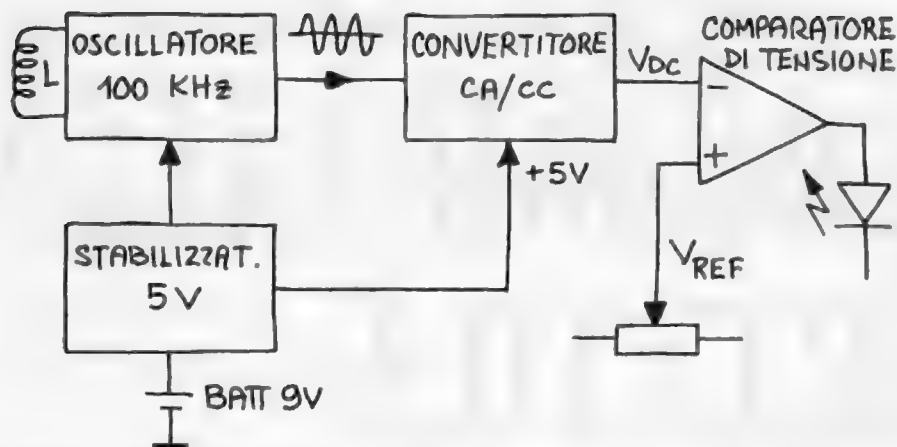 L
OSCILLATORE
100 KHz
CONVERTITORE
CA/CC
VDC
COMPARATORE
DI TENSIONE
-
+
+5V
STABILIZZAT.
5V
VREF
BATT 9V